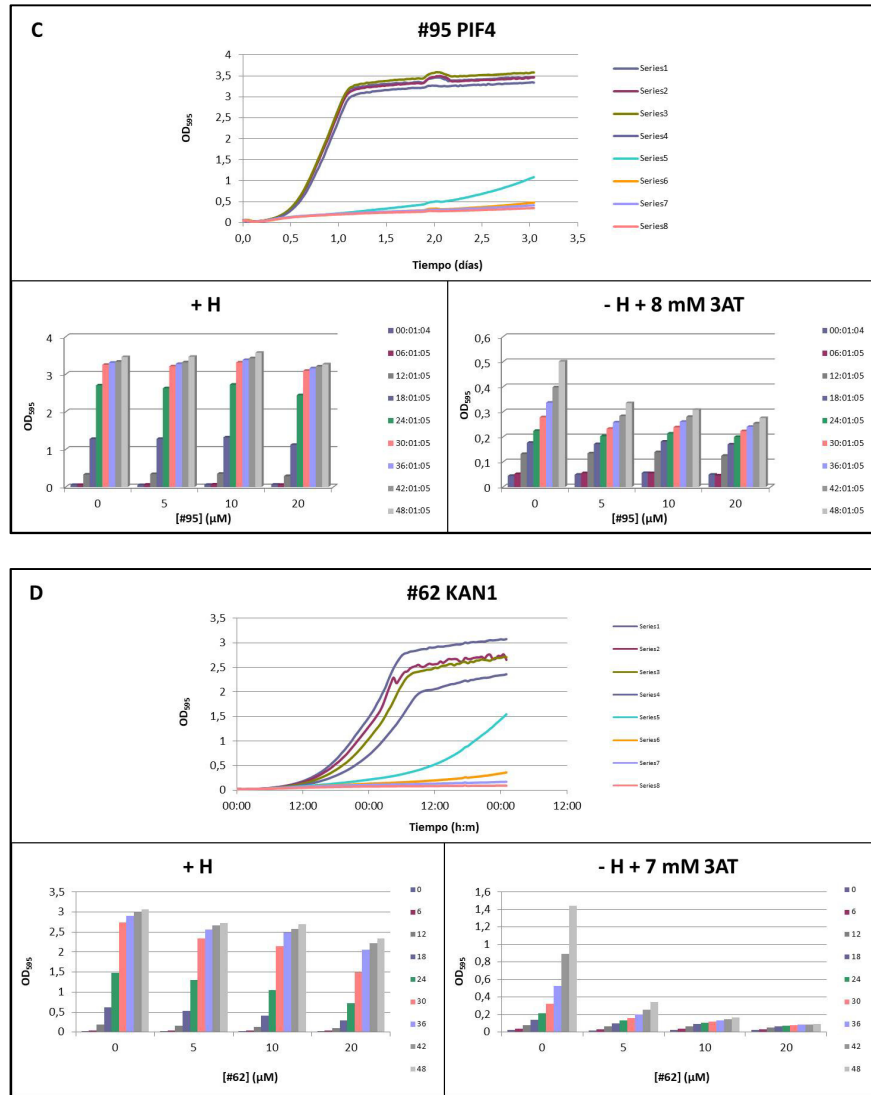 C
#95 PIF4
4
3,5
3
2,5
2
1,5
1
0,5
0
OD595
0,0 0,5 1,0 1,5 2,0 2,5 3,0 3,5
Tiempo (días)
Series1
Series2
Series3
Series4
Series5
Series6
Series7
Series8
+ H
4
3
2
1
0
OD595
0 5 10 20
[#95] (µM)
00:01:04
06:01:05
12:01:05
18:01:05
24:01:05
30:01:05
36:01:05
42:01:05
48:01:05
- H + 8 mM 3AT
0,6
0,5
0,4
0,3
0,2
0,1
0
OD595
0 5 10 20
[#95] (µM)
00:01:04
06:01:05
12:01:05
18:01:05
24:01:05
30:01:05
36:01:05
42:01:05
48:01:05
D
#62 KAN1
3,5
3
2,5
2
1,5
1
0,5
0
OD595
00:00 12:00 00:00 12:00 00:00 12:00
Tiempo (h:m)
Series1
Series2
Series3
Series4
Series5
Series6
Series7
Series8
+ H
3,5
3
2,5
2
1,5
1
0,5
0
OD595
0 5 10 20
[#62] (µM)
0
6
12
18
24
30
36
42
48
- H + 7 mM 3AT
1,6
1,4
1,2
1
0,8
0,6
0,4
0,2
0
OD595
0 5 10 20
[#62] (µM)
0
6
12
18
24
30
36
42
48